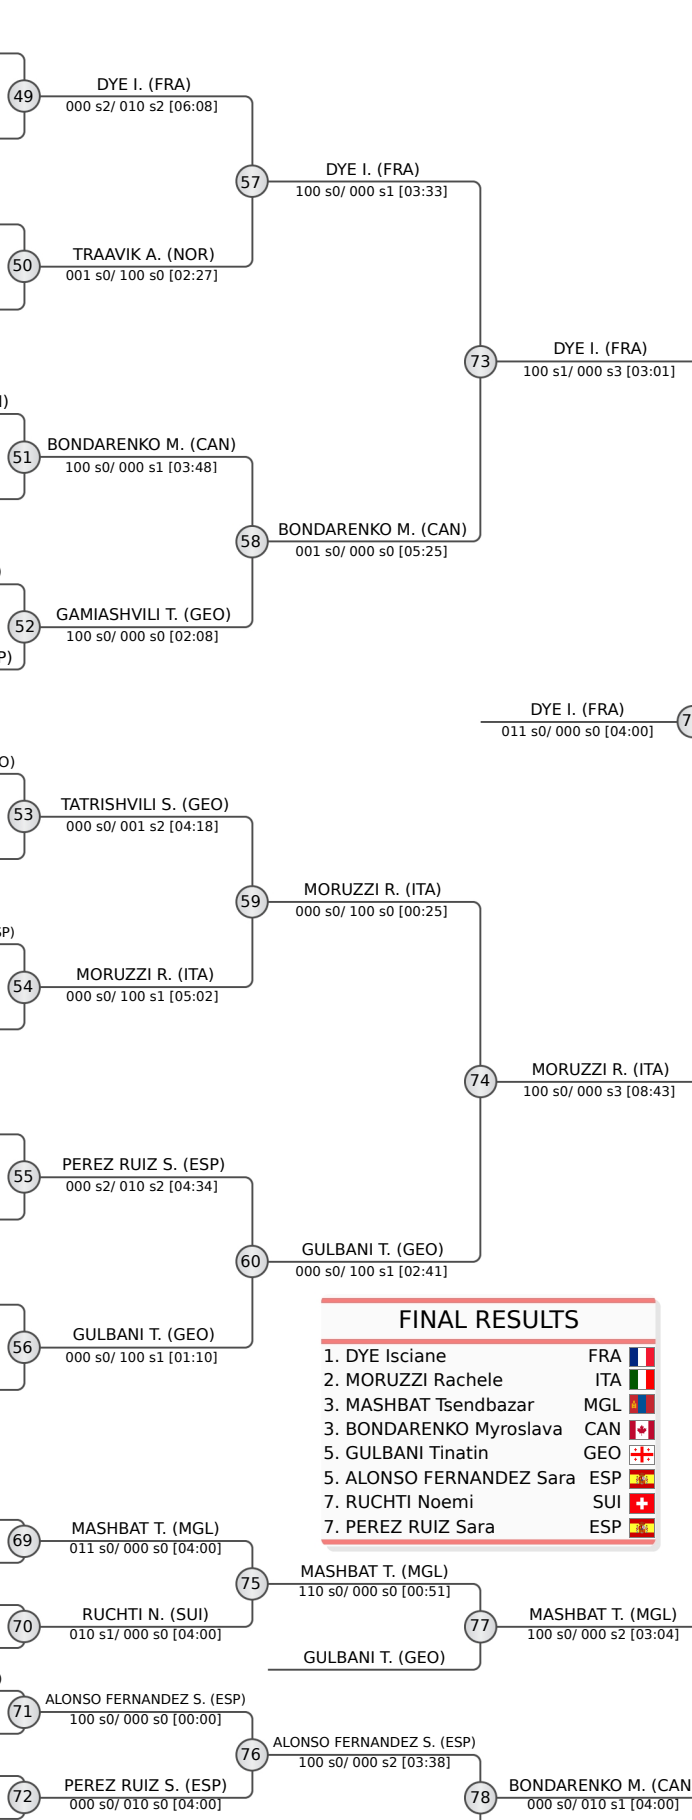 DYE I. (FRA)
49
000 s2/ 010 s2 [06:08]
DYE I. (FRA)
57
100 s0/ 000 s1 [03:33]
TRAAVIK A. (NOR)
50
001 s0/ 100 s0 [02:27]
DYE I. (FRA)
73
100 s1/ 000 s3 [03:01]
I)
BONDARENKO M. (CAN)
51
100 s0/ 000 s1 [03:48]
BONDARENKO M. (CAN)
58
001 s0/ 000 s0 [05:25]
)
GAMIASHVILI T. (GEO)
52
100 s0/ 000 s0 [02:08]
P)
DYE I. (FRA)
7
011 s0/ 000 s0 [04:00]
O)
TATRISHVILI S. (GEO)
53
000 s0/ 001 s2 [04:18]
MORUZZI R. (ITA)
59
000 s0/ 100 s0 [00:25]
SP)
MORUZZI R. (ITA)
54
000 s0/ 100 s1 [05:02]
MORUZZI R. (ITA)
74
100 s0/ 000 s3 [08:43]
PEREZ RUIZ S. (ESP)
55
000 s2/ 010 s2 [04:34]
GULBANI T. (GEO)
60
000 s0/ 100 s1 [02:41]
GULBANI T. (GEO)
56
000 s0/ 100 s1 [01:10]
FINAL RESULTS
1. DYE Isciane FRA
2. MORUZZI Rachele ITA
3. MASHBAT Tsendbazar MGL
3. BONDARENKO Myroslava CAN
5. GULBANI Tinatin GEO
5. ALONSO FERNANDEZ Sara ESP
7. RUCHTI Noemi SUI
7. PEREZ RUIZ Sara ESP
MASHBAT T. (MGL)
69
011 s0/ 000 s0 [04:00]
MASHBAT T. (MGL)
75
110 s0/ 000 s0 [00:51]
RUCHTI N. (SUI)
70
010 s1/ 000 s0 [04:00]
MASHBAT T. (MGL)
77
100 s0/ 000 s2 [03:04]
GULBANI T. (GEO)
)
ALONSO FERNANDEZ S. (ESP)
71
100 s0/ 000 s0 [00:00]
ALONSO FERNANDEZ S. (ESP)
76
100 s0/ 000 s2 [03:38]
PEREZ RUIZ S. (ESP)
72
000 s0/ 010 s0 [04:00]
BONDARENKO M. (CAN
78
000 s0/ 010 s1 [04:00]